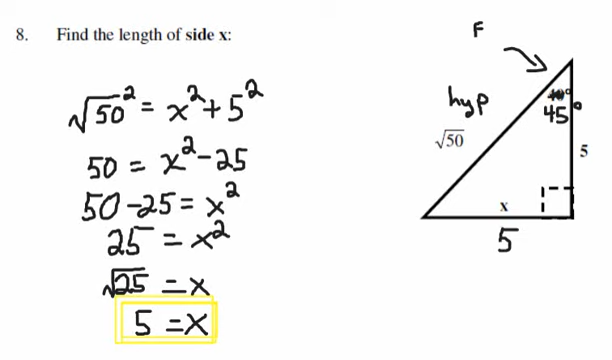 8. Find the length of side x:
√50² = x² + 5²
50 = x² - 25
50 - 25 = x²
25 = x²
√25 = x
5 = x
F
hyp
√50
45°
5
x
5